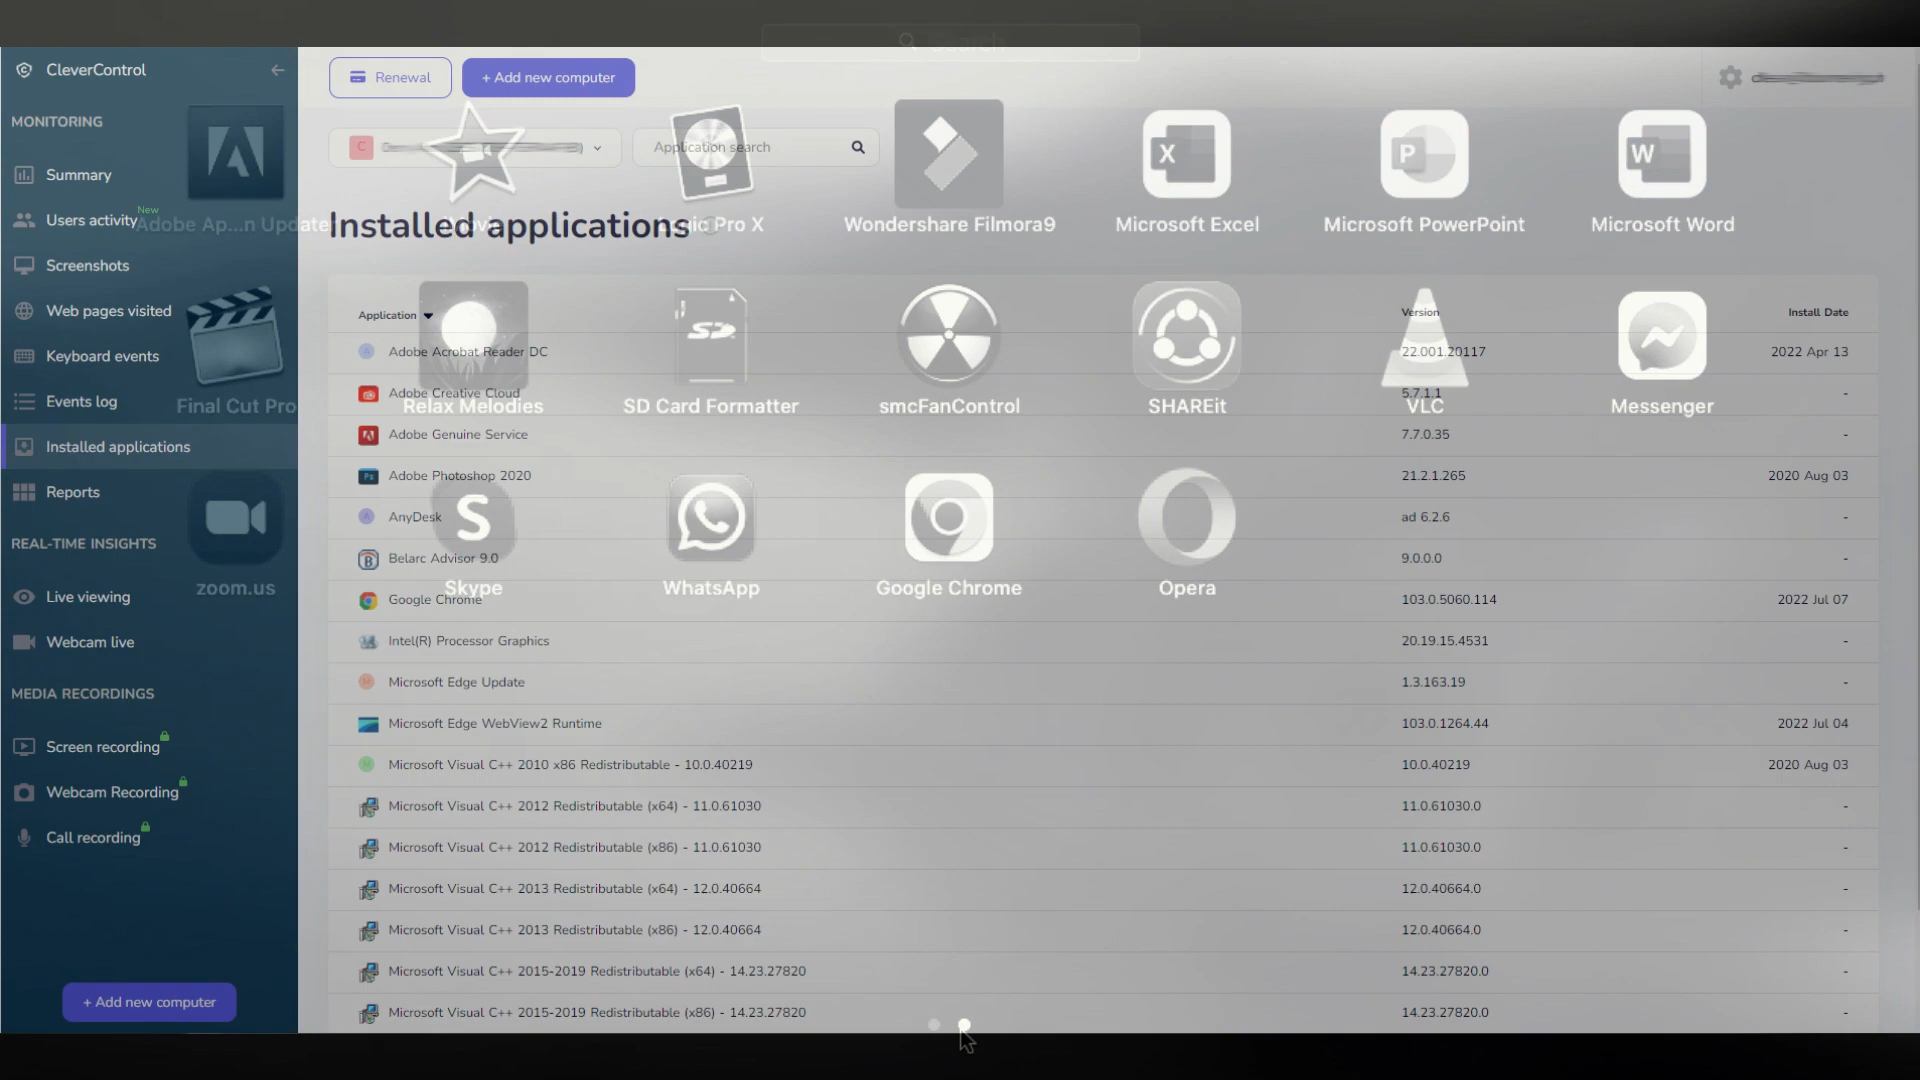 Search
CleverControl
Renewal
+ Add new computer
MONITORING
C
Application search
Summary
Users activity New
Adobe Ap...n Updater
Installed applications
iMovie
Logic Pro X
Wondershare Filmora9
Microsoft Excel
Microsoft PowerPoint
Microsoft Word
Screenshots
Web pages visited
Keyboard events
Events log
Final Cut Pro
Installed applications
Reports
REAL-TIME INSIGHTS
zoom.us
Live viewing
Webcam live
MEDIA RECORDINGS
Screen recording
Webcam Recording
Call recording
+ Add new computer
Application Version Install Date
Adobe Acrobat Reader DC 22.001.20117 2022 Apr 13
Adobe Creative Cloud 5.7.1.1 -
Relax Melodies
SD Card Formatter
smcFanControl
SHAREit
VLC
Messenger
Adobe Genuine Service 7.7.0.35 -
Adobe Photoshop 2020 21.2.1.265 2020 Aug 03
AnyDesk ad 6.2.6 -
Belarc Advisor 9.0 9.0.0.0 -
Skype
WhatsApp
Google Chrome
Opera
Google Chrome 103.0.5060.114 2022 Jul 07
Intel(R) Processor Graphics 20.19.15.4531 -
Microsoft Edge Update 1.3.163.19 -
Microsoft Edge WebView2 Runtime 103.0.1264.44 2022 Jul 04
Microsoft Visual C++ 2010 x86 Redistributable - 10.0.40219 10.0.40219 2020 Aug 03
Microsoft Visual C++ 2012 Redistributable (x64) - 11.0.61030 11.0.61030.0 -
Microsoft Visual C++ 2012 Redistributable (x86) - 11.0.61030 11.0.61030.0 -
Microsoft Visual C++ 2013 Redistributable (x64) - 12.0.40664 12.0.40664.0 -
Microsoft Visual C++ 2013 Redistributable (x86) - 12.0.40664 12.0.40664.0 -
Microsoft Visual C++ 2015-2019 Redistributable (x64) - 14.23.27820 14.23.27820.0 -
Microsoft Visual C++ 2015-2019 Redistributable (x86) - 14.23.27820 14.23.27820.0 -